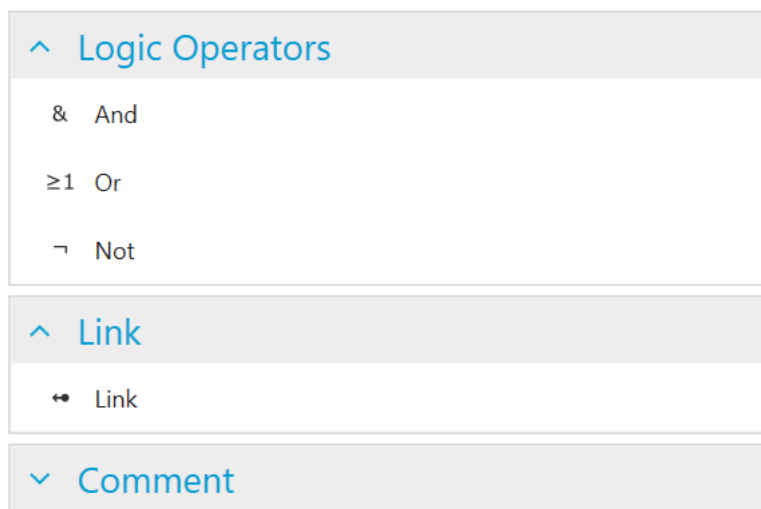 Logic Operators
& And
≥1 Or
¬ Not
Link
Link
Comment